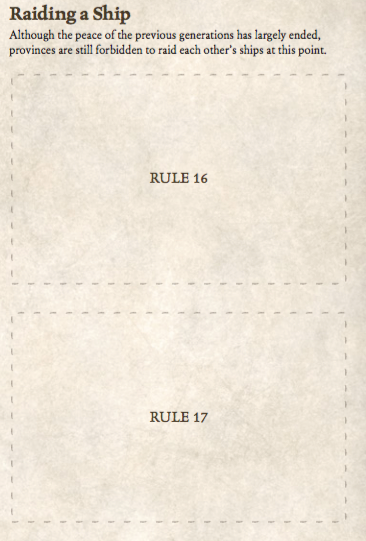 Raiding a Ship
Although the peace of the previous generations has largely ended,
provinces are still forbidden to raid each other's ships at this point.
RULE 16
RULE 17